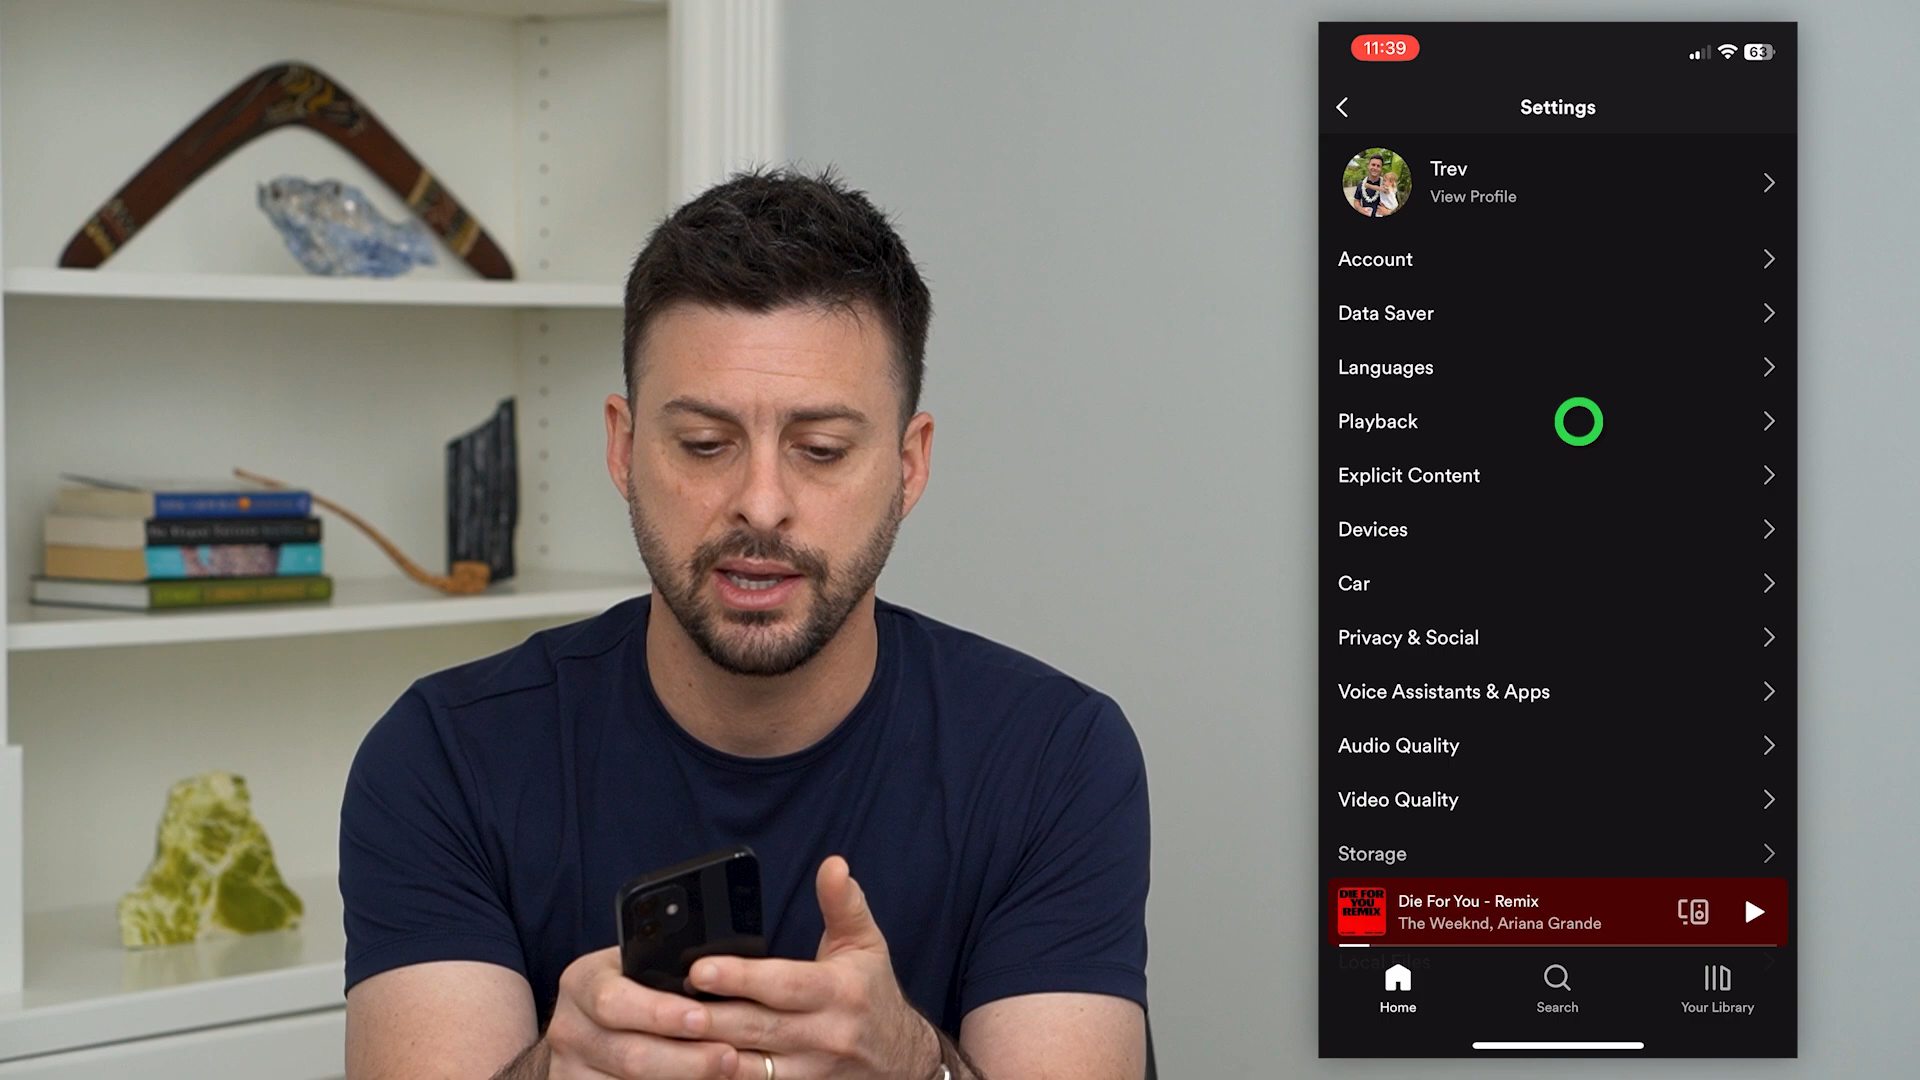 11:39
63
Settings
Trev
View Profile
Account
Data Saver
Languages
Playback
Explicit Content
Devices
Car
Privacy & Social
Voice Assistants & Apps
Audio Quality
Video Quality
Storage
DIE FOR
YOU
REMIX
Die For You - Remix
The Weeknd, Ariana Grande
Local Files
Home
Search
Your Library